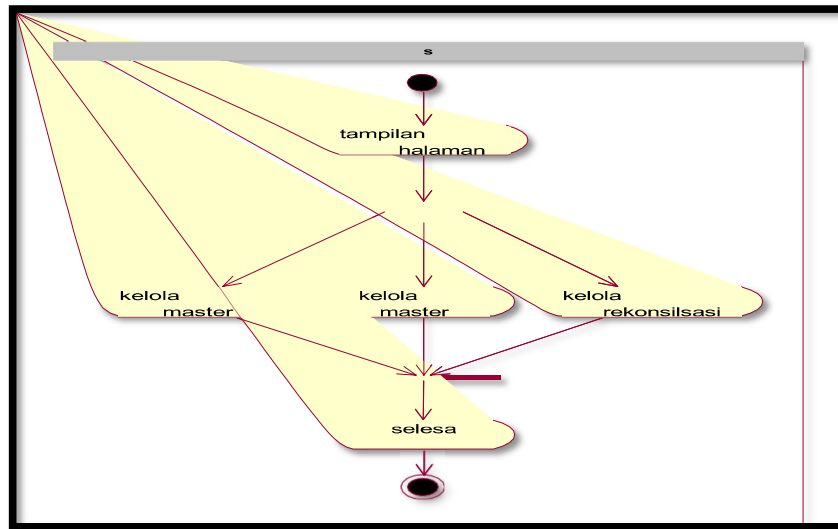 s
tampilan
halaman
kelola
master
kelola
master
kelola
rekonsilsasi
selesa